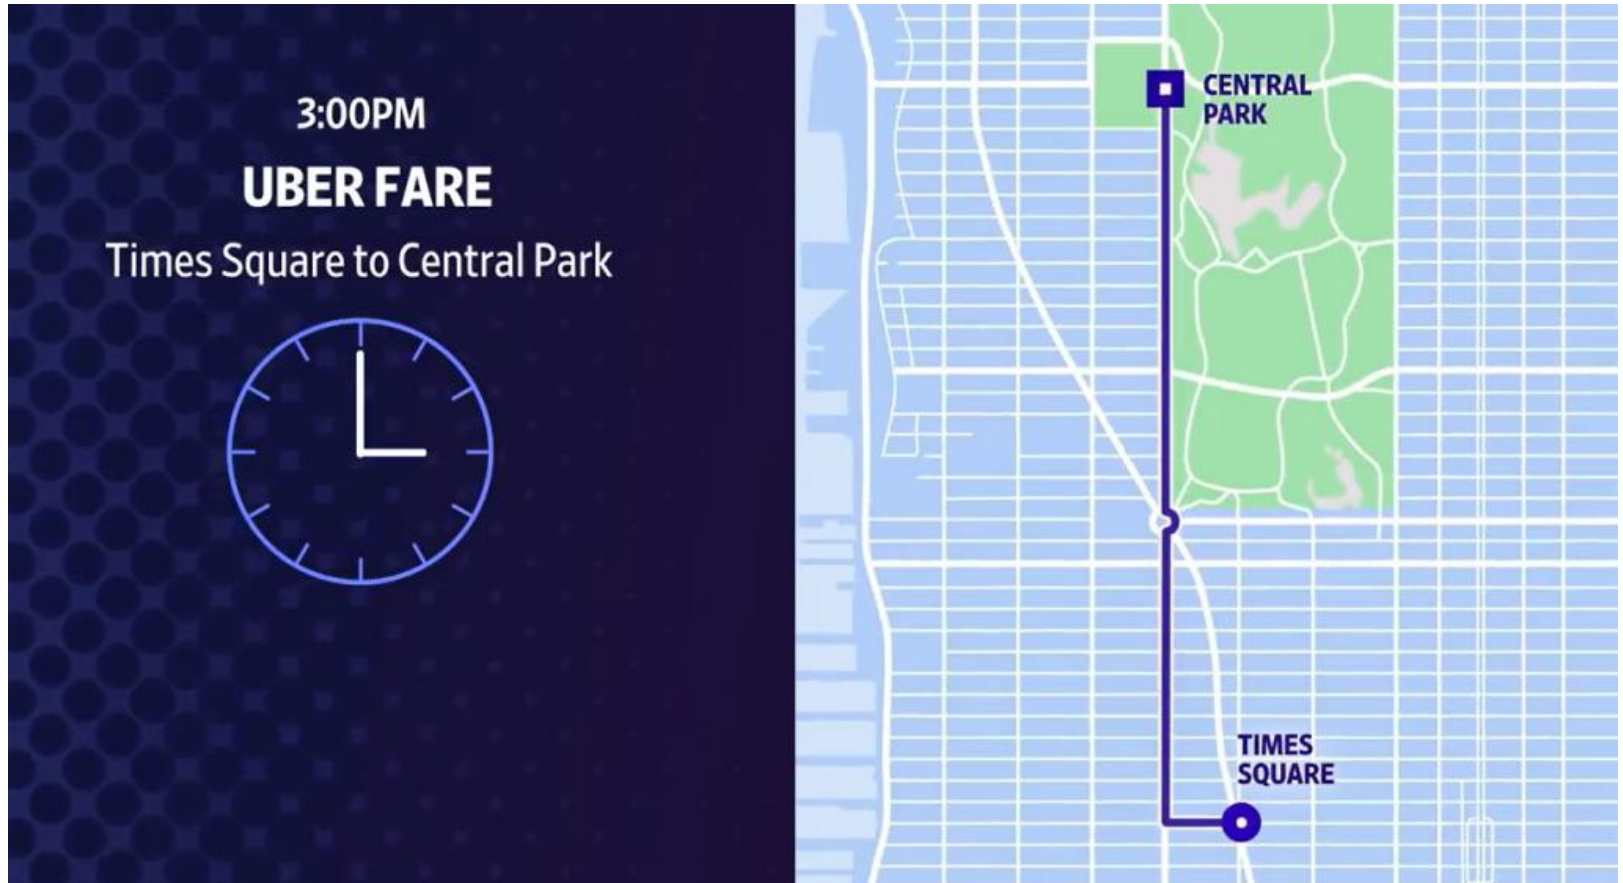 3:00PM
UBER FARE
Times Square to Central Park
CENTRAL
PARK
TIMES
SQUARE